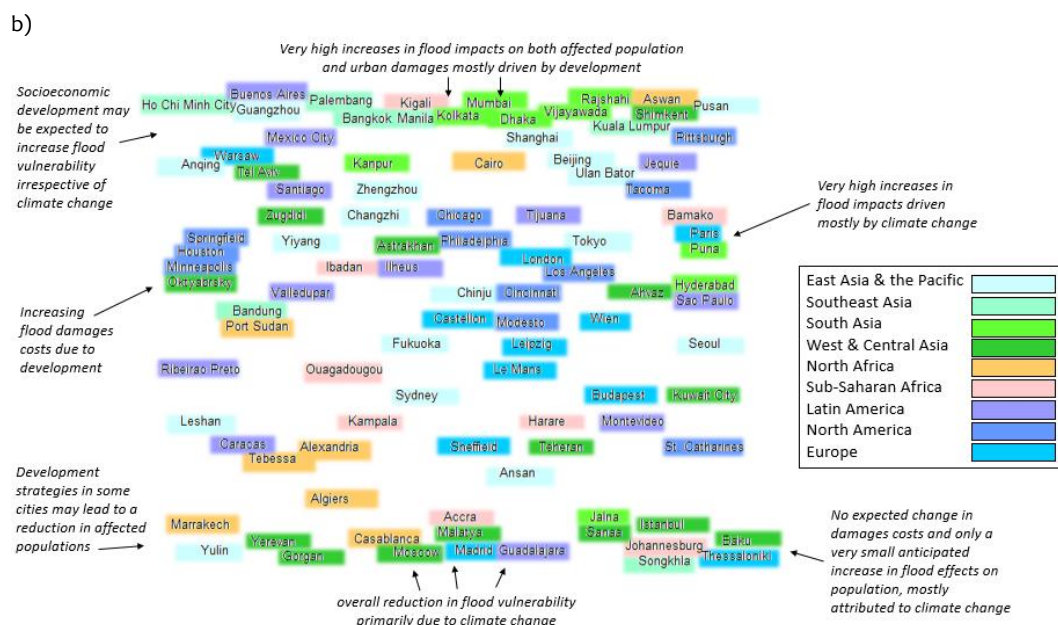 b)
Very high increases in flood impacts on both affected population
and urban damages mostly driven by development
Socioeconomic
development may
be expected to
increase flood
vulnerability
irrespective of
climate change
Ho Chi Minh City
Buenos Aires
Guangzhou
Palembang
Bangkok
Kigali
Manila
Kolkata
Mumbai
Dhaka
Rajshahi
Vijayawada
Aswan
Shimkent
Pusan
Kuala Lumpur
Mexico City
Shanghai
Pittsburgh
Warsaw
Anqing
Tel Aviv
Kanpur
Cairo
Beijing
Ulan Bator
Jequie
Santiago
Zhengzhou
Tacoma
Very high increases in
flood impacts driven
mostly by climate change
Zugdidi
Changzhi
Chicago
Tijuana
Bamako
Paris
Puna
Springfield
Houston
Minneapolis
Oktyabrsky
Yiyang
Astrakhan
Philadelphia
Tokyo
London
Ibadan
Ilheus
Los Angeles
Valledupar
Chinju
Cincinnati
Ahvaz
Hyderabad
Sao Paulo
Increasing
flood damages
costs due to
development
Bandung
Port Sudan
Castellon
Modesto
Wien
Fukuoka
Leipzig
Seoul
Ribeirao Preto
Ouagadougou
Le Mans
Sydney
Budapest
Kuwait City
Leshan
Kampala
Harare
Montevideo
Caracas
Tebessa
Alexandria
Sheffield
Teheran
St. Catharines
Ansan
Development
strategies in some
cities may lead to a
reduction in affected
populations
Algiers
Marrakech
Yulin
Yerevan
Gorgan
Casablanca
Moscow
Accra
Malatya
Madrid
Guadalajara
Jalna
Sanaa
Istanbul
Johannesburg
Songkhla
Baku
Thessaloniki
No expected change in
damages costs and only a
very small anticipated
increase in flood effects on
population, mostly
attributed to climate change
overall reduction in flood vulnerability
primarily due to climate change
East Asia & the Pacific
Southeast Asia
South Asia
West & Central Asia
North Africa
Sub-Saharan Africa
Latin America
North America
Europe